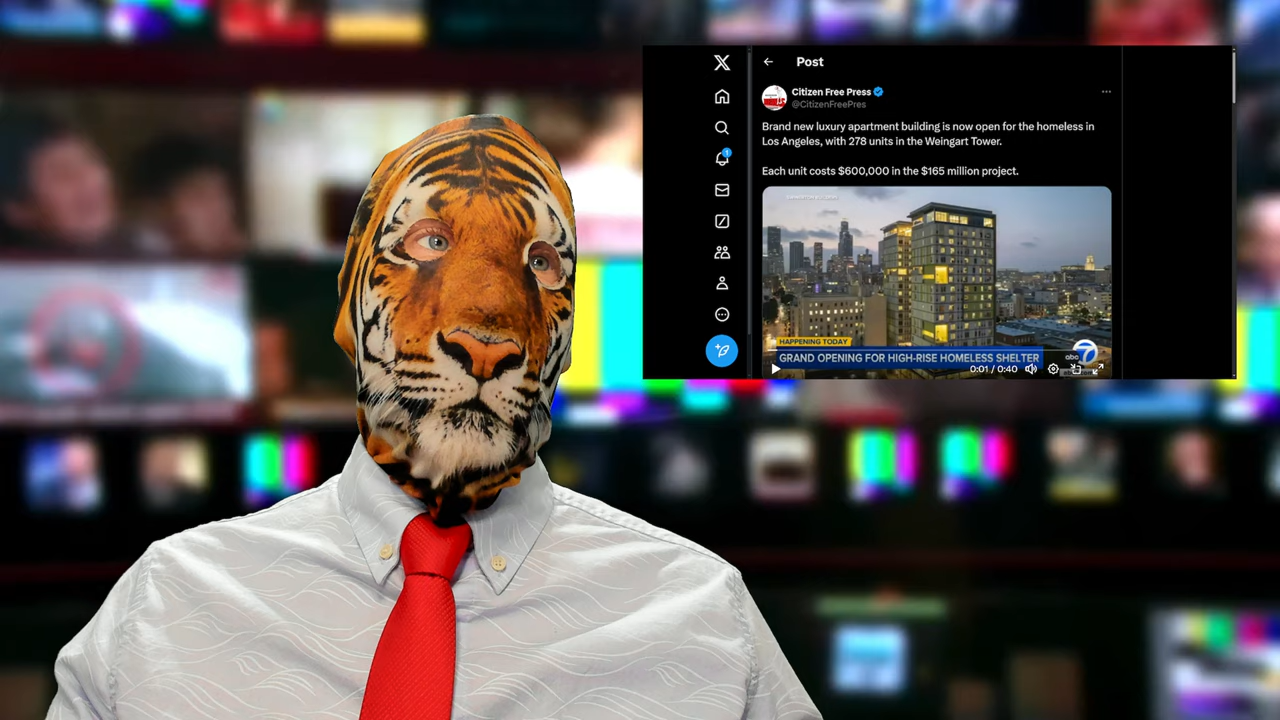 Post
Citizen Free Press
@CitizenFreePres
Brand new luxury apartment building is now open for the homeless in
Los Angeles, with 278 units in the Weingart Tower.
Each unit costs $600,000 in the $165 million project.
HAPPENING TODAY
GRAND OPENING FOR HIGH-RISE HOMELESS SHELTER
abc 7
0:01 / 0:40